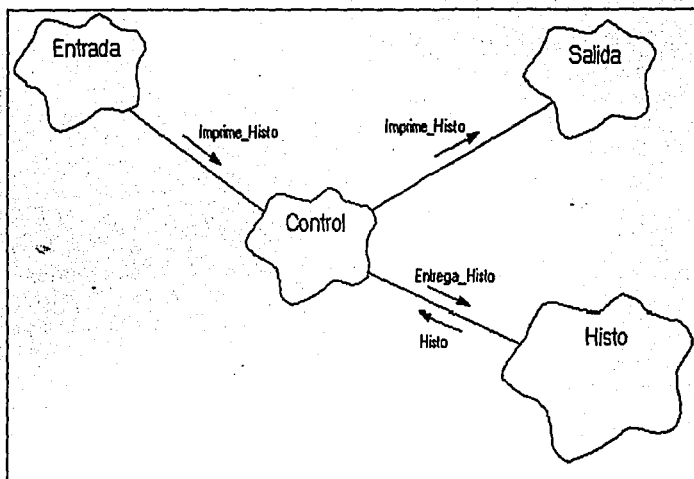 Entrada
Salida
Imprime_Histo
Imprime_Histo
Control
Entrega_Histo
Histo
Histo